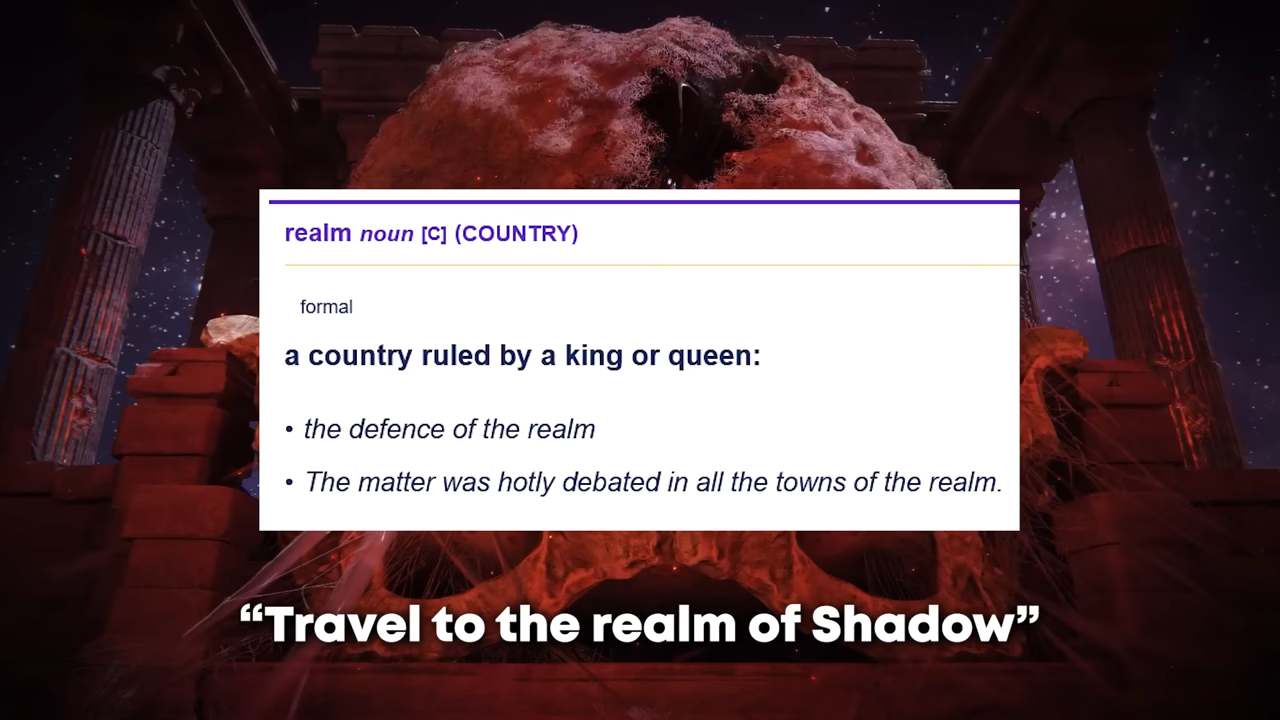 realm noun [C] (COUNTRY)
formal
a country ruled by a king or queen:
• the defence of the realm
• The matter was hotly debated in all the towns of the realm.
“Travel to the realm of Shadow”